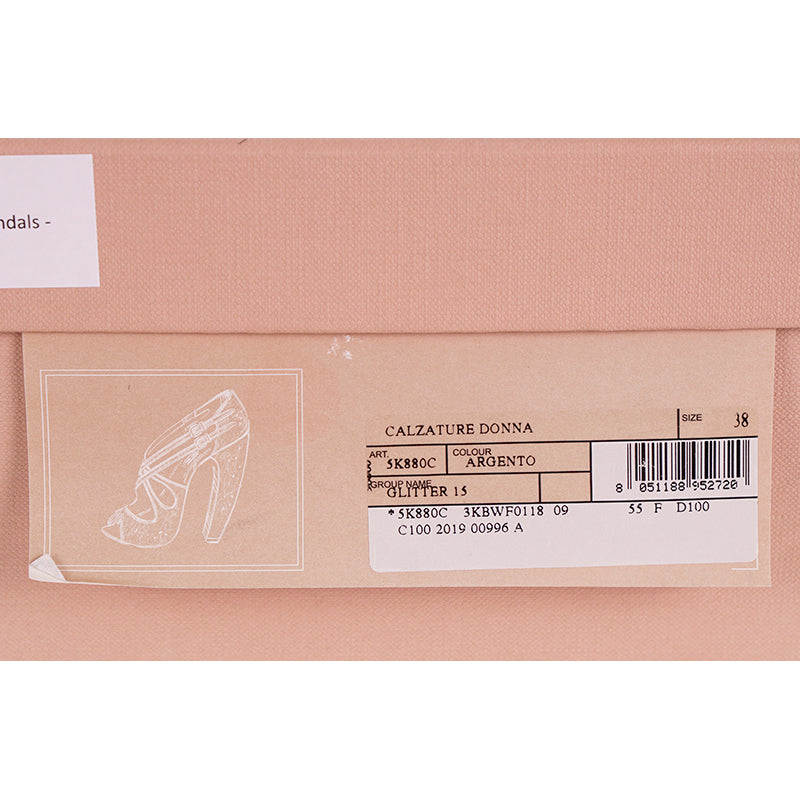 ndals -
CALZATURE DONNA
SIZE 38
ART. 5K880C COLOUR ARGENTO
GROUP NAME GLITTER 15
8 051188 952720
*5K880C 3KBWF0118 09 55 F D100
C100 2019 00996 A